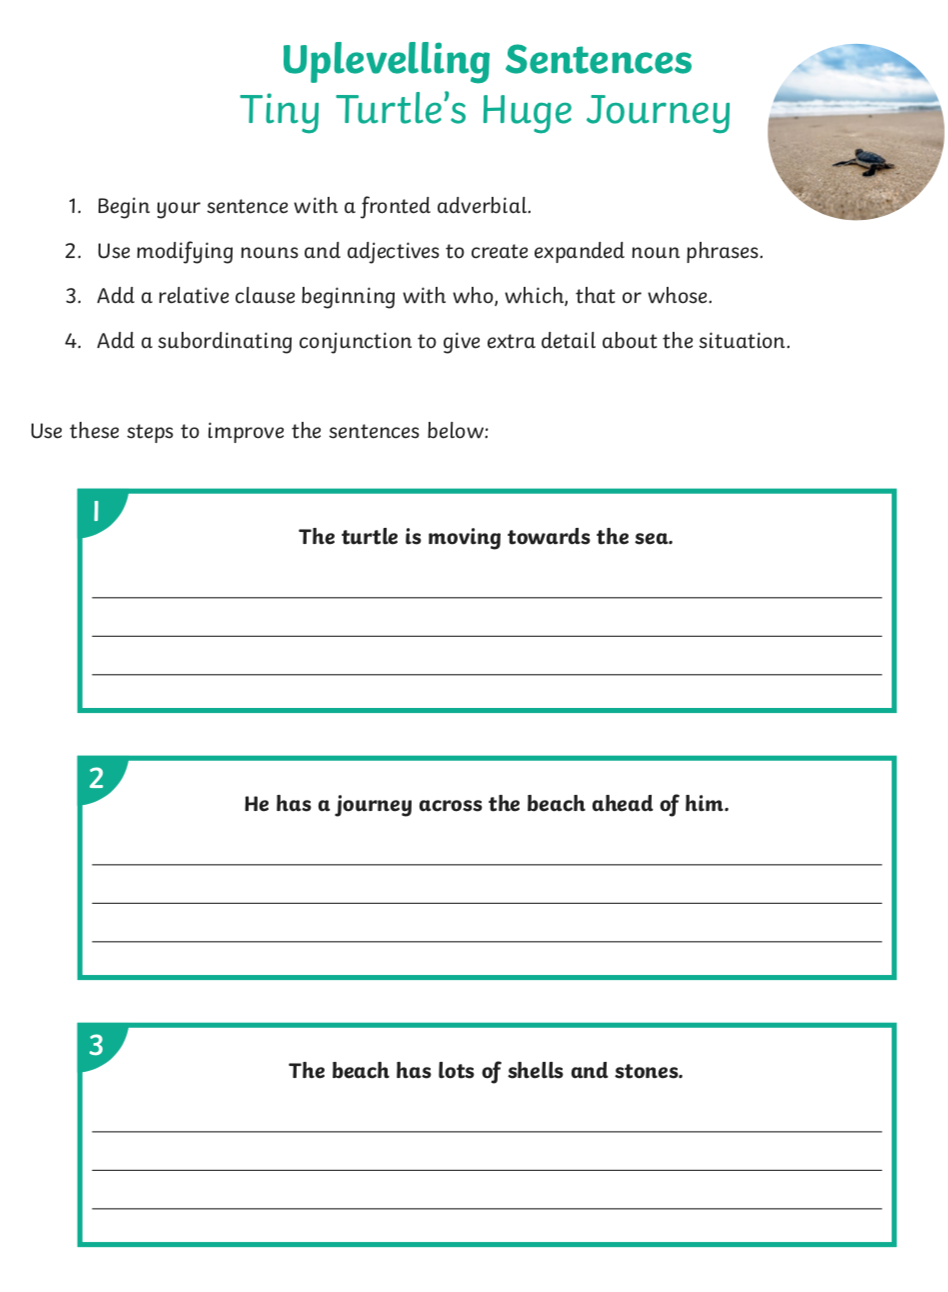 Uplevelling Sentences
Tiny Turtle's Huge Journey
1. Begin your sentence with a fronted adverbial.
2. Use modifying nouns and adjectives to create expanded noun phrases.
3. Add a relative clause beginning with who, which, that or whose.
4. Add a subordinating conjunction to give extra detail about the situation.
Use these steps to improve the sentences below:
1
The turtle is moving towards the sea.
2
He has a journey across the beach ahead of him.
3
The beach has lots of shells and stones.